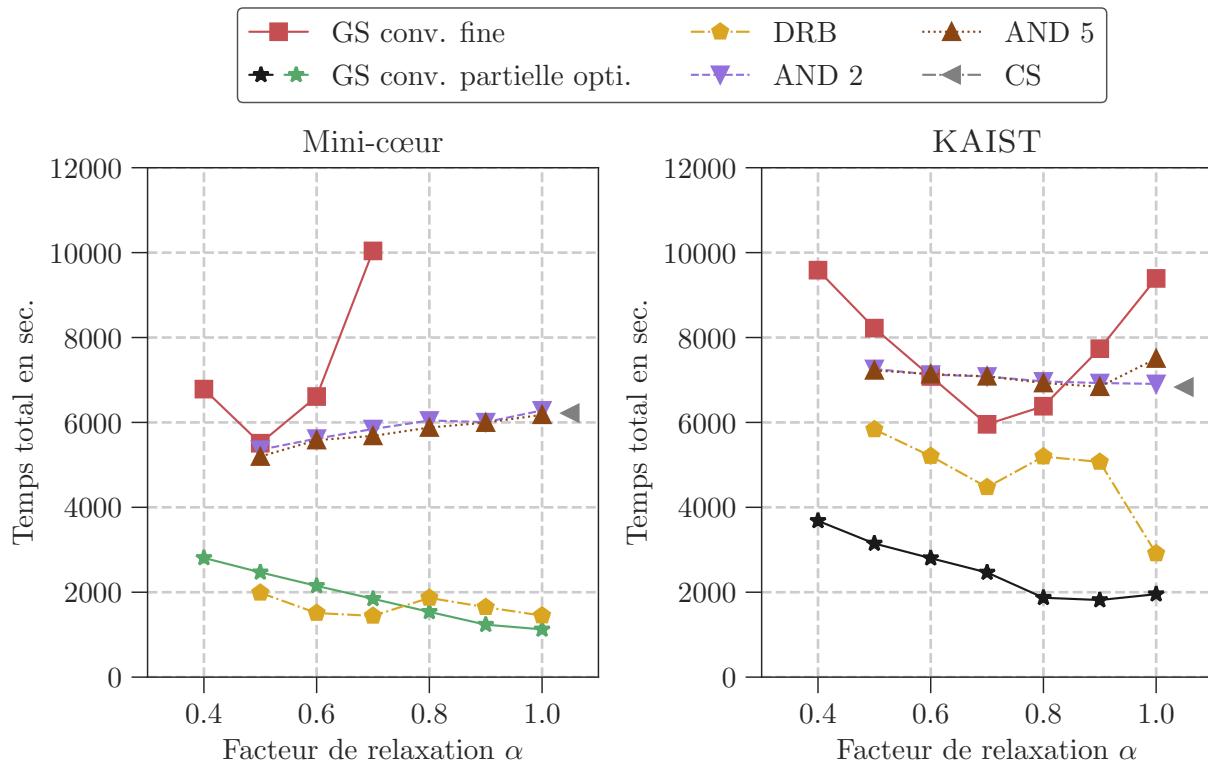 GS conv. fine
GS conv. partielle opti.
DRB
AND 2
AND 5
CS
Mini-cœur
12000
10000
8000
6000
4000
2000
0
Temps total en sec.
0.4 0.6 0.8 1.0
Facteur de relaxation α
KAIST
12000
10000
8000
6000
4000
2000
0
Temps total en sec.
0.4 0.6 0.8 1.0
Facteur de relaxation α